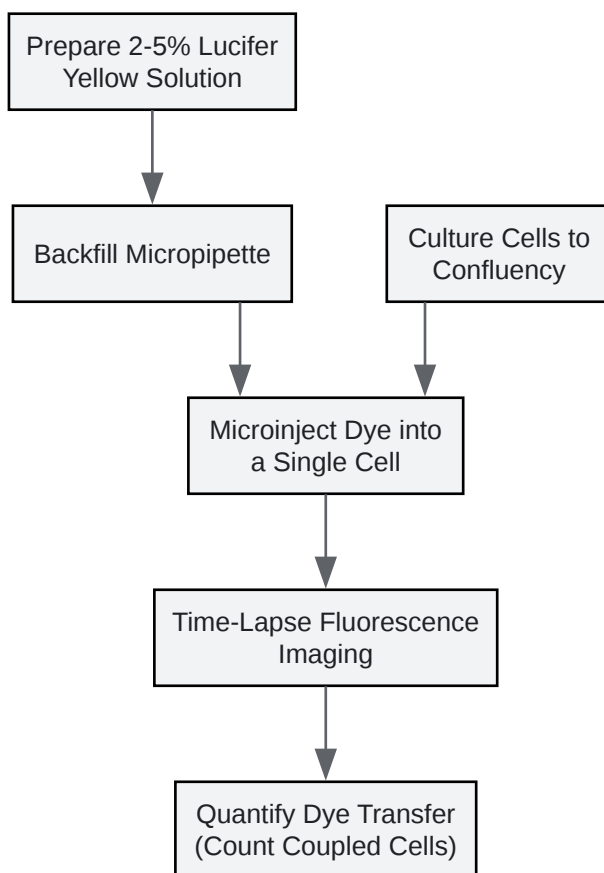 Prepare 2-5% Lucifer
Yellow Solution
Backfill Micropipette
Culture Cells to
Confluency
Microinject Dye into
a Single Cell
Time-Lapse Fluorescence
Imaging
Quantify Dye Transfer
(Count Coupled Cells)